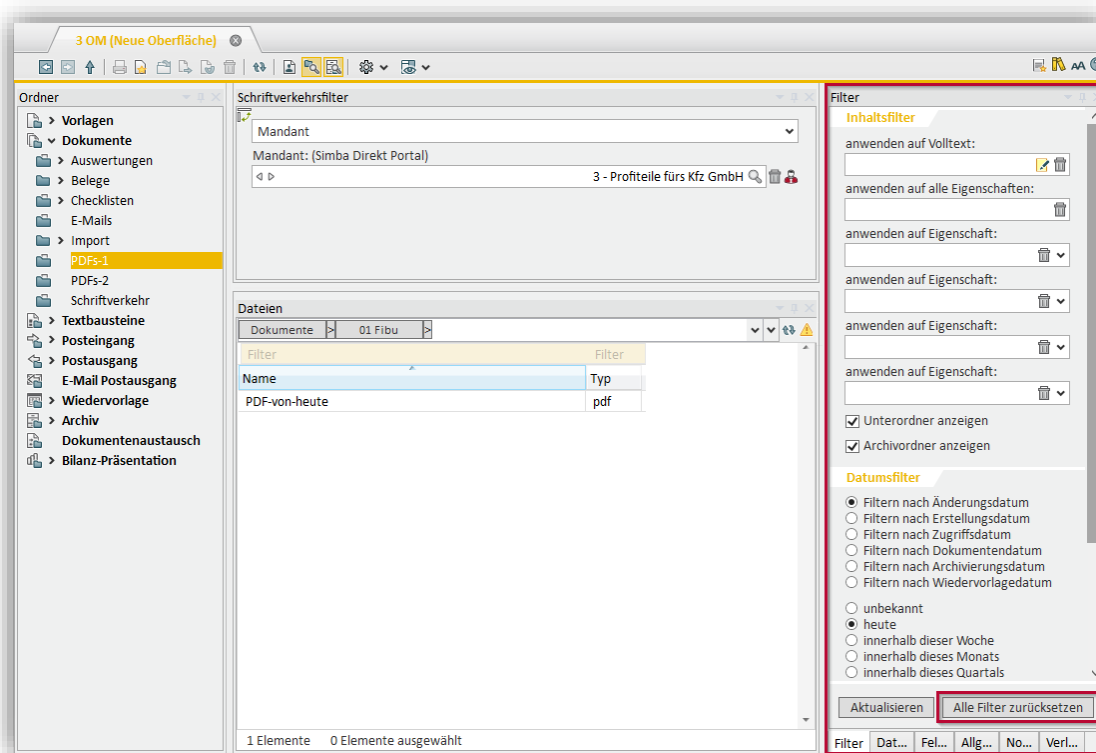 3 OM (Neue Oberfläche)
AA
Ordner
Vorlagen
Dokumente
Auswertungen
Belege
Checklisten
E-Mails
Import
PDFs-1
PDFs-2
Schriftverkehr
Textbausteine
Posteingang
Postausgang
E-Mail Postausgang
Wiedervorlage
Archiv
Dokumentenaustausch
Bilanz-Präsentation
Schriftverkehrsfilter
Mandant
Mandant: (Simba Direkt Portal)
3 - Profiteile fürs Kfz GmbH
Dateien
Dokumente > 01 Fibu >
Filter Filter
Name Typ
PDF-von-heute pdf
1 Elemente 0 Elemente ausgewählt
Filter
Inhaltsfilter
anwenden auf Volltext:
anwenden auf alle Eigenschaften:
anwenden auf Eigenschaft:
anwenden auf Eigenschaft:
anwenden auf Eigenschaft:
anwenden auf Eigenschaft:
Unterordner anzeigen
Archivordner anzeigen
Datumsfilter
Filtern nach Änderungsdatum
Filtern nach Erstellungsdatum
Filtern nach Zugriffsdatum
Filtern nach Dokumentendatum
Filtern nach Archivierungsdatum
Filtern nach Wiedervorlagedatum
unbekannt
heute
innerhalb dieser Woche
innerhalb dieses Monats
innerhalb dieses Quartals
Aktualisieren Alle Filter zurücksetzen
Filter Dat... Fel... Allg... No... Verl...